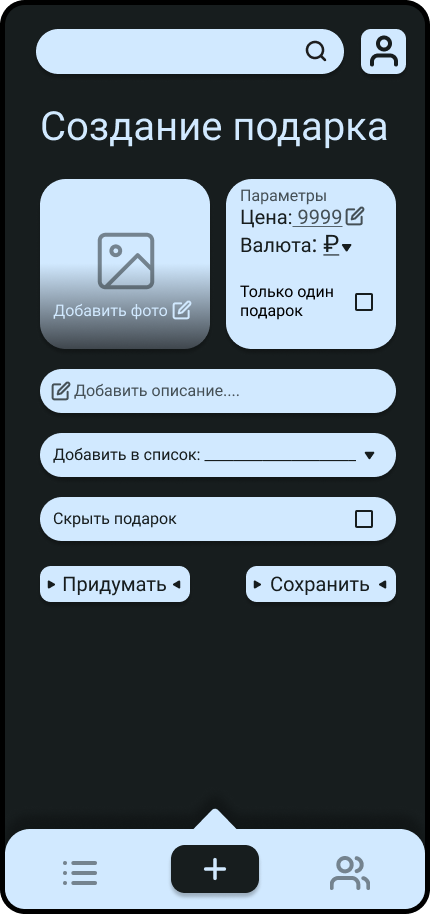 Создание подарка
Добавить фото
Параметры
Цена: 9999
Валюта: ₽
Только один
подарок
Добавить описание....
Добавить в список: ____________________
Скрыть подарок
Придумать
Сохранить